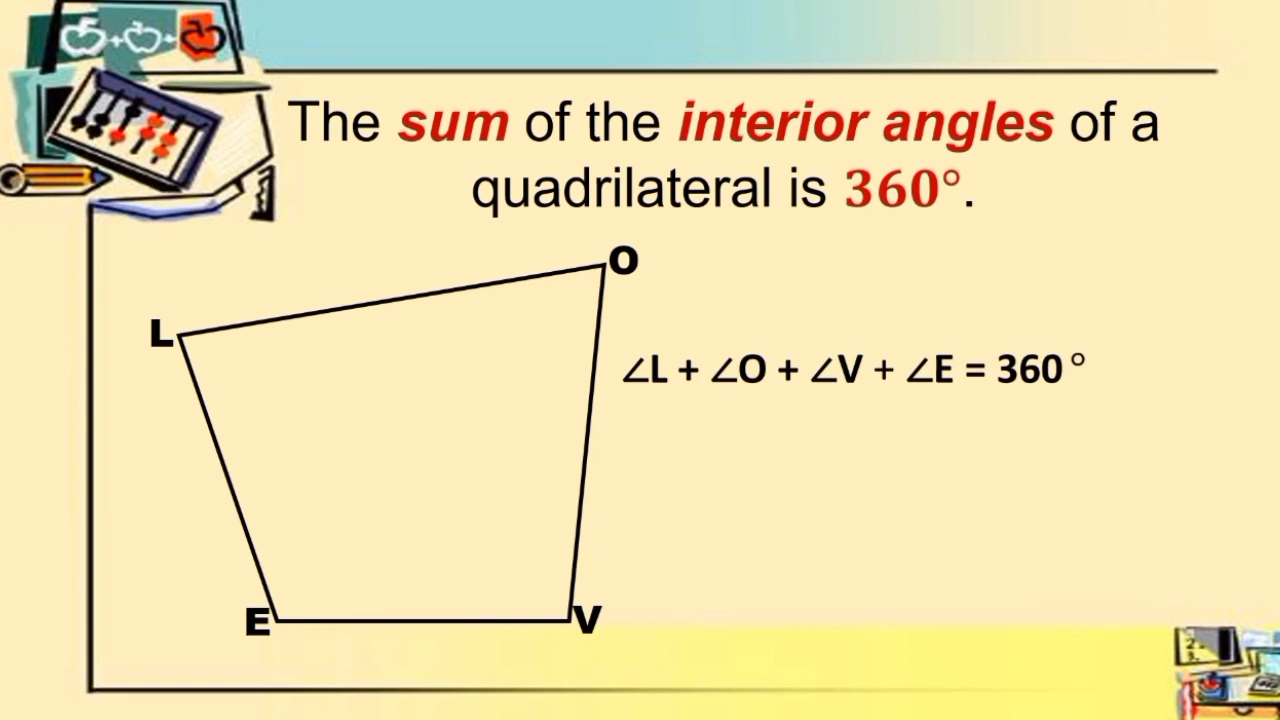 The sum of the interior angles of a
quadrilateral is 360°.
O
L
∠L + ∠O + ∠V + ∠E = 360°
E
V